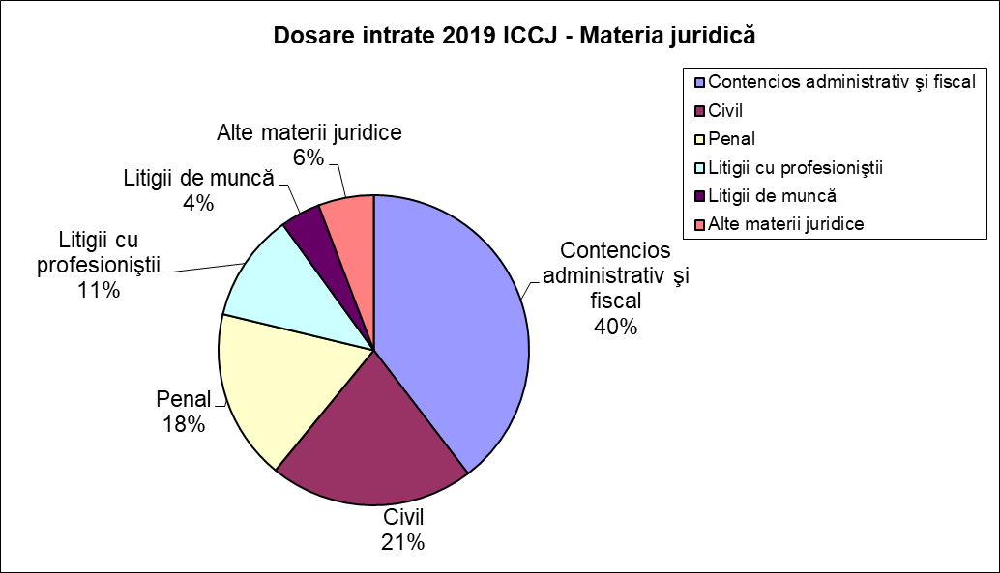 Dosare intrate 2019 ICCJ - Materia juridică
Contencios administrativ şi fiscal
Civil
Penal
Litigii cu profesioniştii
Litigii de muncă
Alte materii juridice
Alte materii juridice
6%
Litigii de muncă
4%
Litigii cu
profesioniştii
11%
Contencios
administrativ şi
fiscal
40%
Penal
18%
Civil
21%